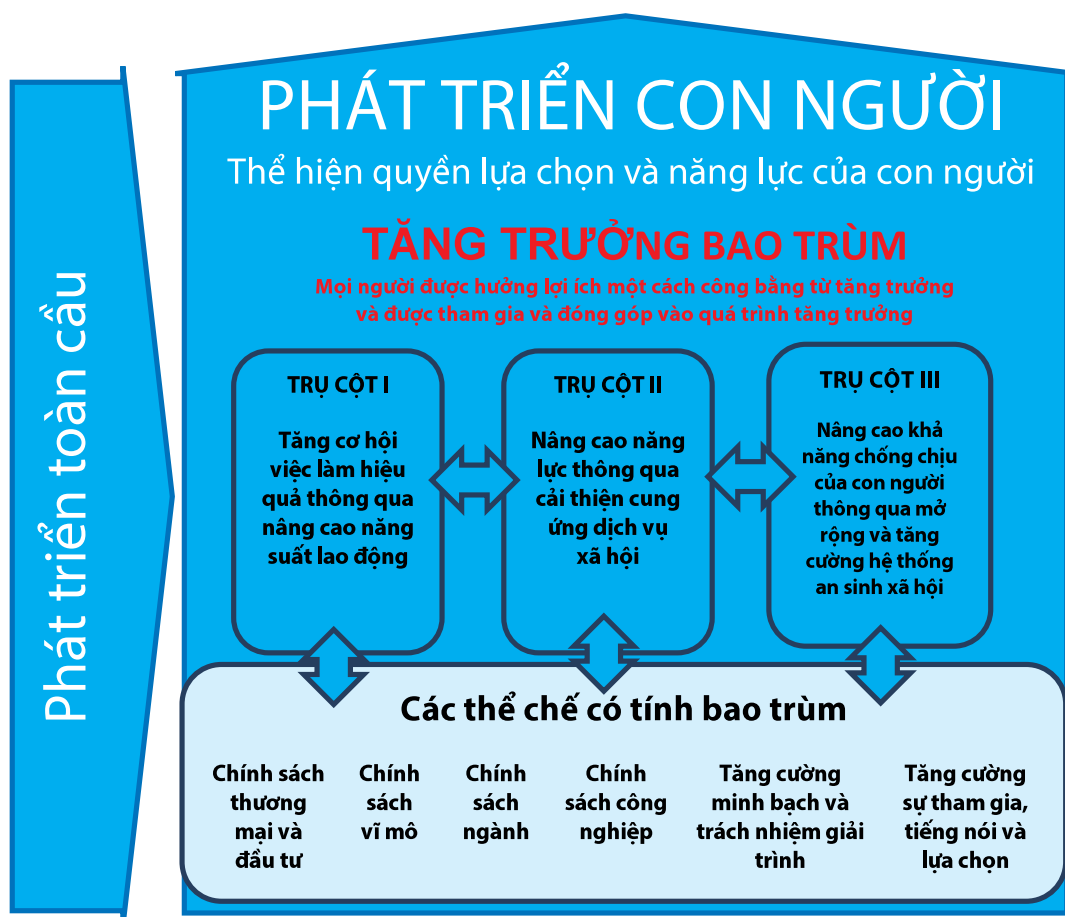 Phát triển toàn cầu
PHÁT TRIỂN CON NGƯỜI
Thể hiện quyền lựa chọn và năng lực của con người
TĂNG TRƯỞNG BAO TRÙM
Mọi người được hưởng lợi ích một cách công bằng từ tăng trưởng
và được tham gia và đóng góp vào quá trình tăng trưởng
TRỤ CỘT I
Tăng cơ hội
việc làm hiệu
quả thông qua
nâng cao năng
suất lao động
TRỤ CỘT II
Nâng cao năng
lực thông qua
cải thiện cung
ứng dịch vụ
xã hội
TRỤ CỘT III
Nâng cao khả
năng chống chịu
của con người
thông qua mở
rộng và tăng
cường hệ thống
an sinh xã hội
Các thể chế có tính bao trùm
Chính sách
thương
mại và
đầu tư
Chính
sách
vĩ mô
Chính
sách
ngành
Chính
sách công
nghiệp
Tăng cường
minh bạch và
trách nhiệm giải
trình
Tăng cường
sự tham gia,
tiếng nói và
lựa chọn